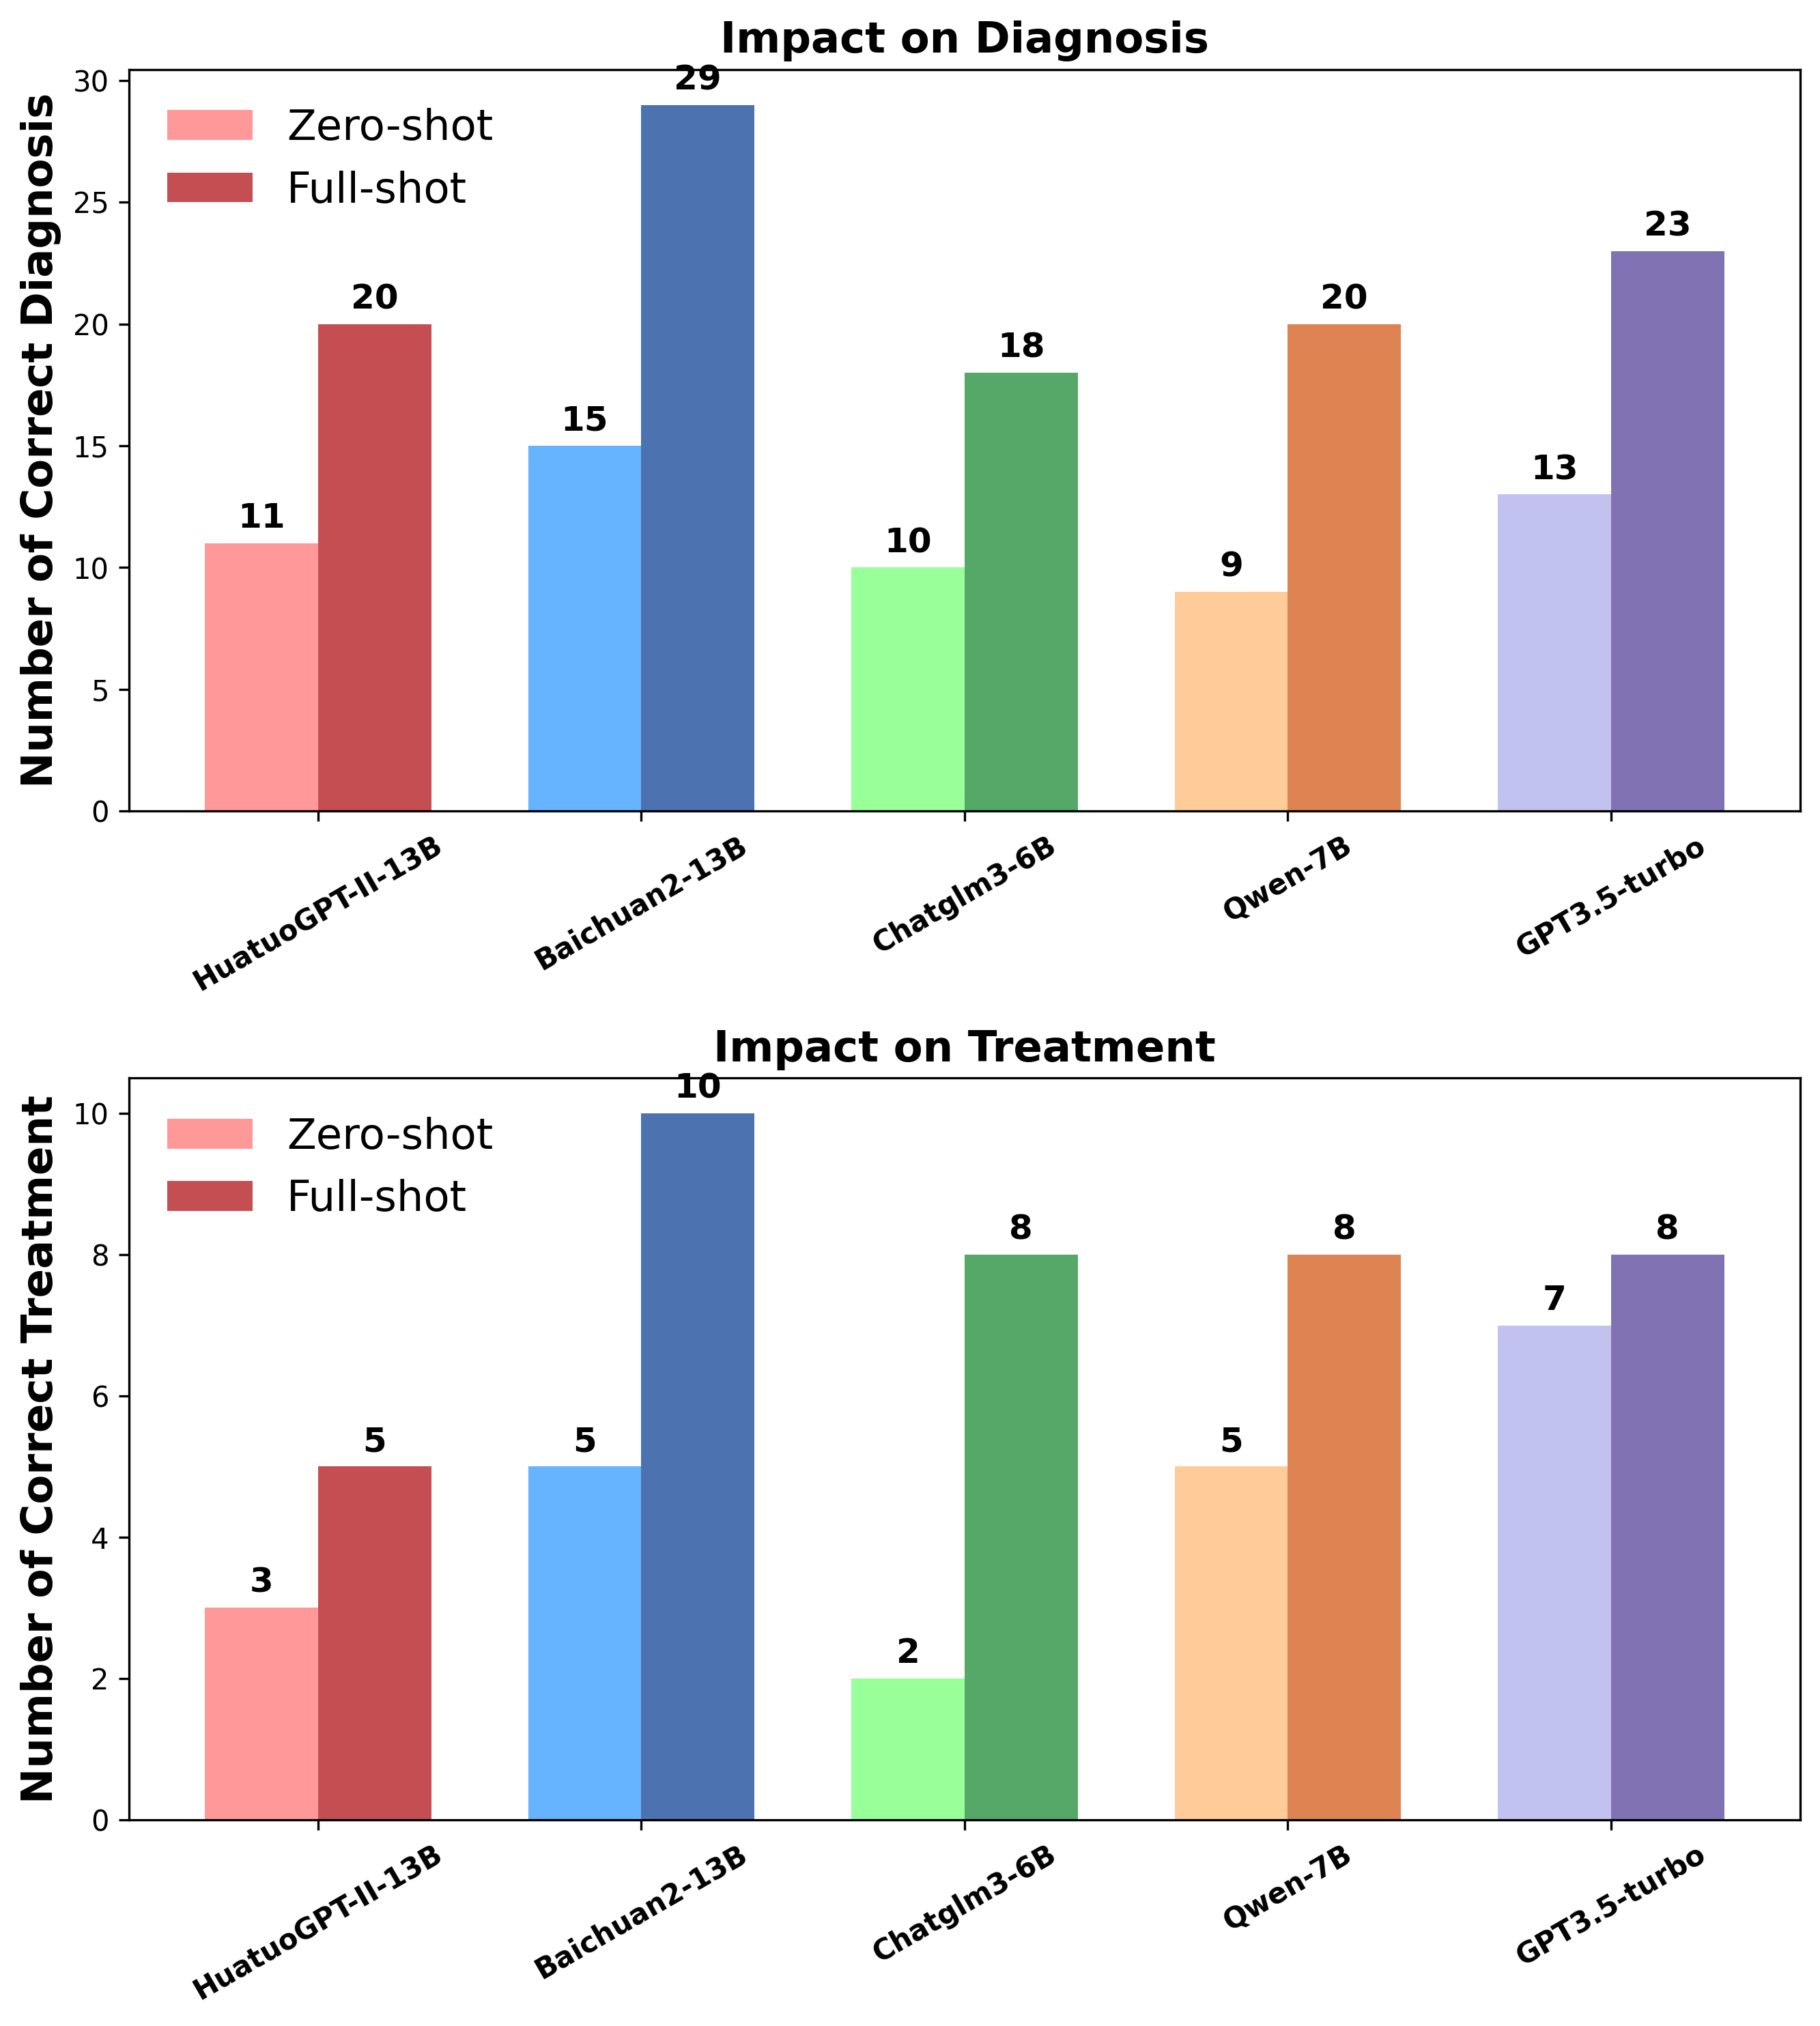 Impact on Diagnosis
Number of Correct Diagnosis
30
25
20
15
10
5
0
Zero-shot
Full-shot
11
20
15
29
10
18
9
20
13
23
HuatuoGPT-II-13B
Baichuan2-13B
Chatglm3-6B
Qwen-7B
GPT3.5-turbo
Impact on Treatment
Number of Correct Treatment
10
8
6
4
2
0
Zero-shot
Full-shot
3
5
5
10
2
8
5
8
7
8
HuatuoGPT-II-13B
Baichuan2-13B
Chatglm3-6B
Qwen-7B
GPT3.5-turbo